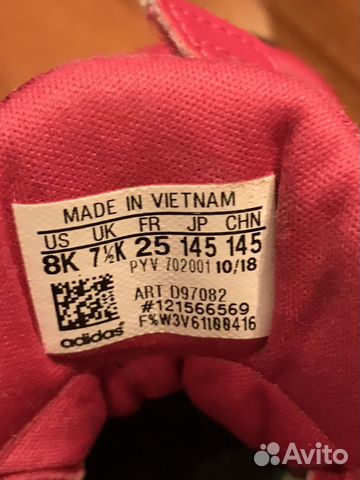 MADE IN VIETNAM
US UK FR JP CHN
8K 7½K 25 145 145
PYV 702001 10/18
ART D97082
#121566569
F%W3V61I00416
adidas
Avito